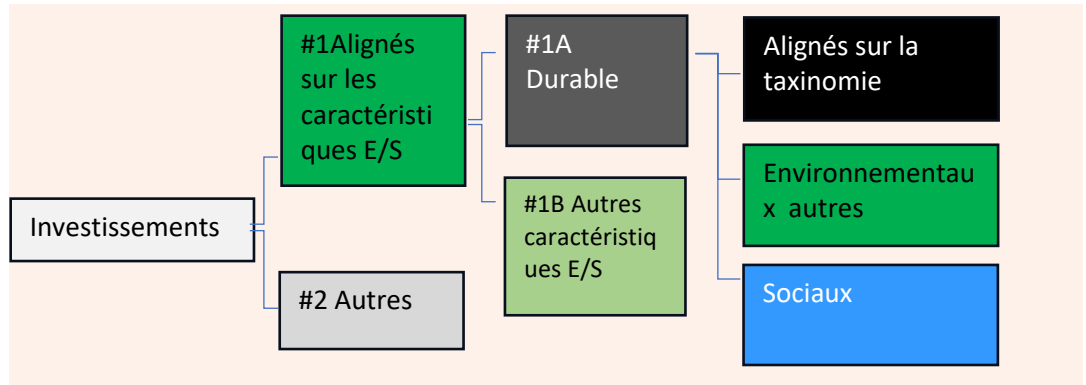 Investissements
#1Alignés
sur les
caractéristi
ques E/S
#2 Autres
#1A
Durable
#1B Autres
caractéristiq
ues E/S
Alignés sur la
taxinomie
Environnementau
x autres
Sociaux